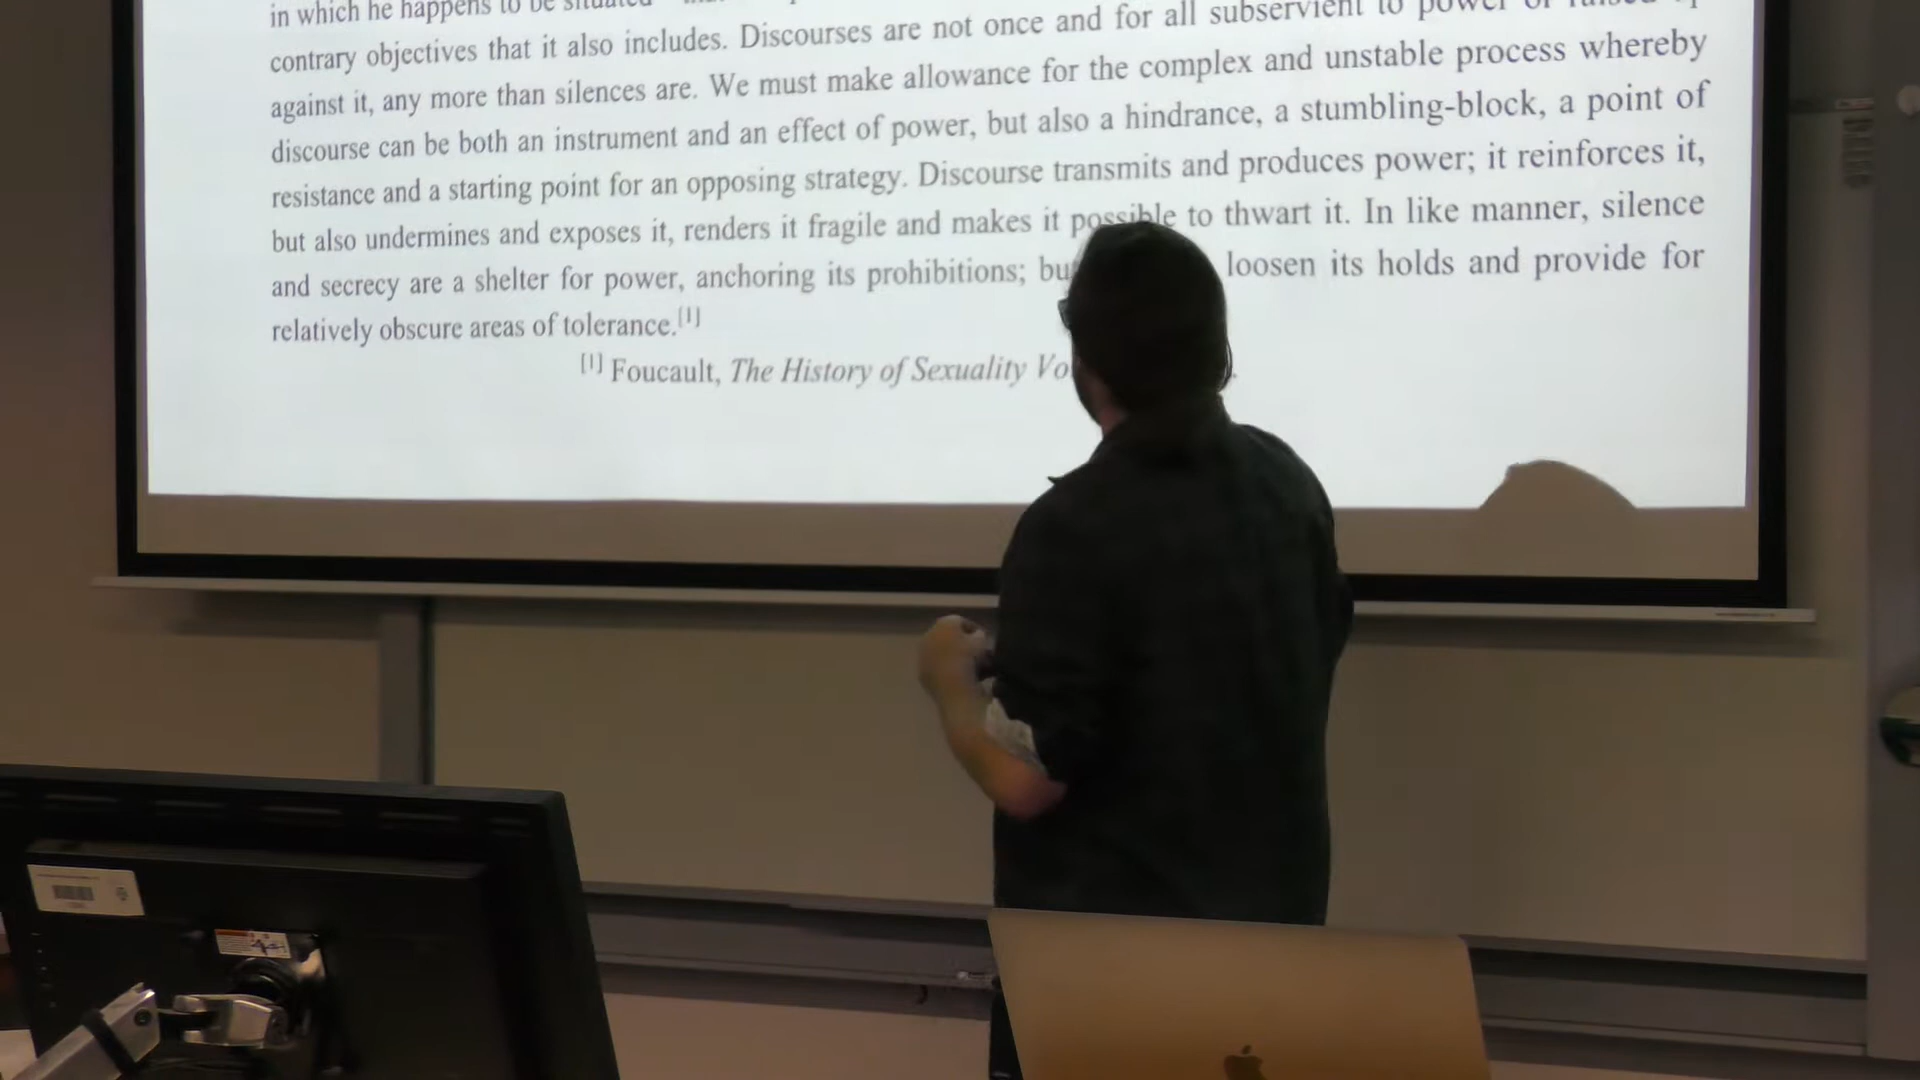 in which he happens to be situated
contrary objectives that it also includes. Discourses are not once and for all subservient to power or raised up
against it, any more than silences are. We must make allowance for the complex and unstable process whereby
discourse can be both an instrument and an effect of power, but also a hindrance, a stumbling-block, a point of
resistance and a starting point for an opposing strategy. Discourse transmits and produces power; it reinforces it,
but also undermines and exposes it, renders it fragile and makes it possible to thwart it. In like manner, silence
and secrecy are a shelter for power, anchoring its prohibitions; loosen its holds and provide for
relatively obscure areas of tolerance.[1]
[1] Foucault, The History of Sexuality